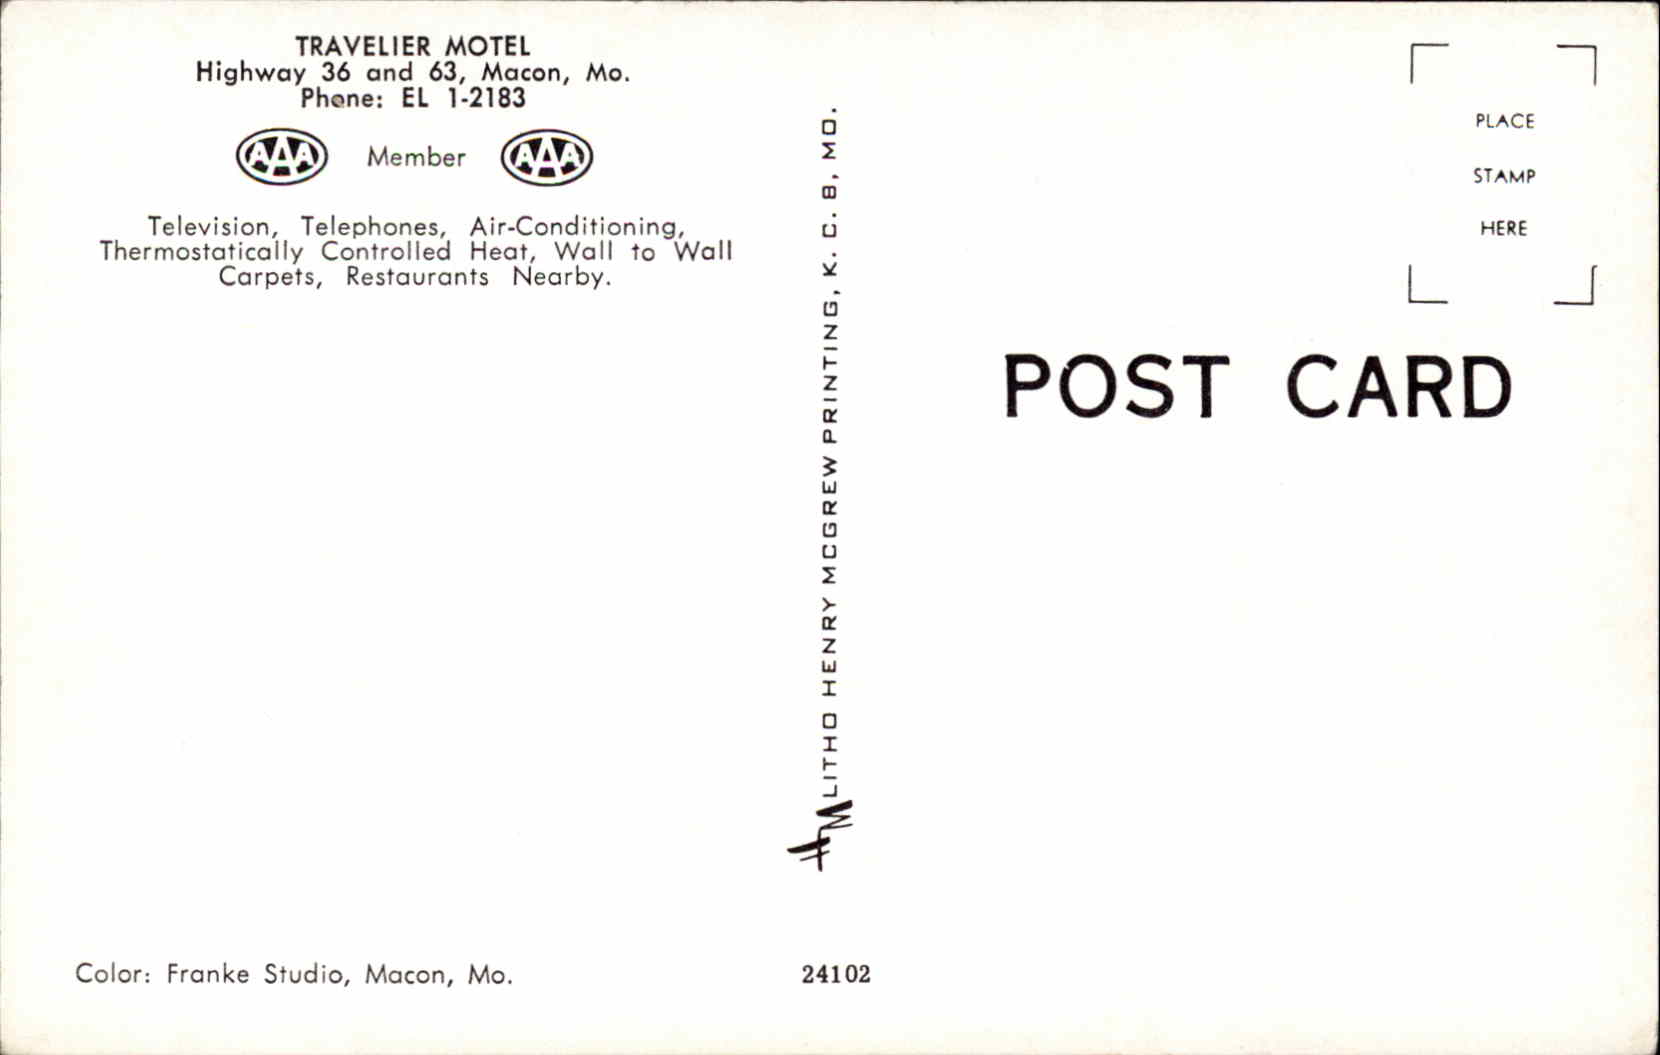 TRAVELIER MOTEL
Highway 36 and 63, Macon, Mo.
Phone: EL 1-2183
AAA Member AAA
Television, Telephones, Air-Conditioning,
Thermostatically Controlled Heat, Wall to Wall
Carpets, Restaurants Nearby.
Color: Franke Studio, Macon, Mo.
HM LITHO HENRY MCGREW PRINTING, K. C. 8, MO.
24102
PLACE
STAMP
HERE
POST CARD